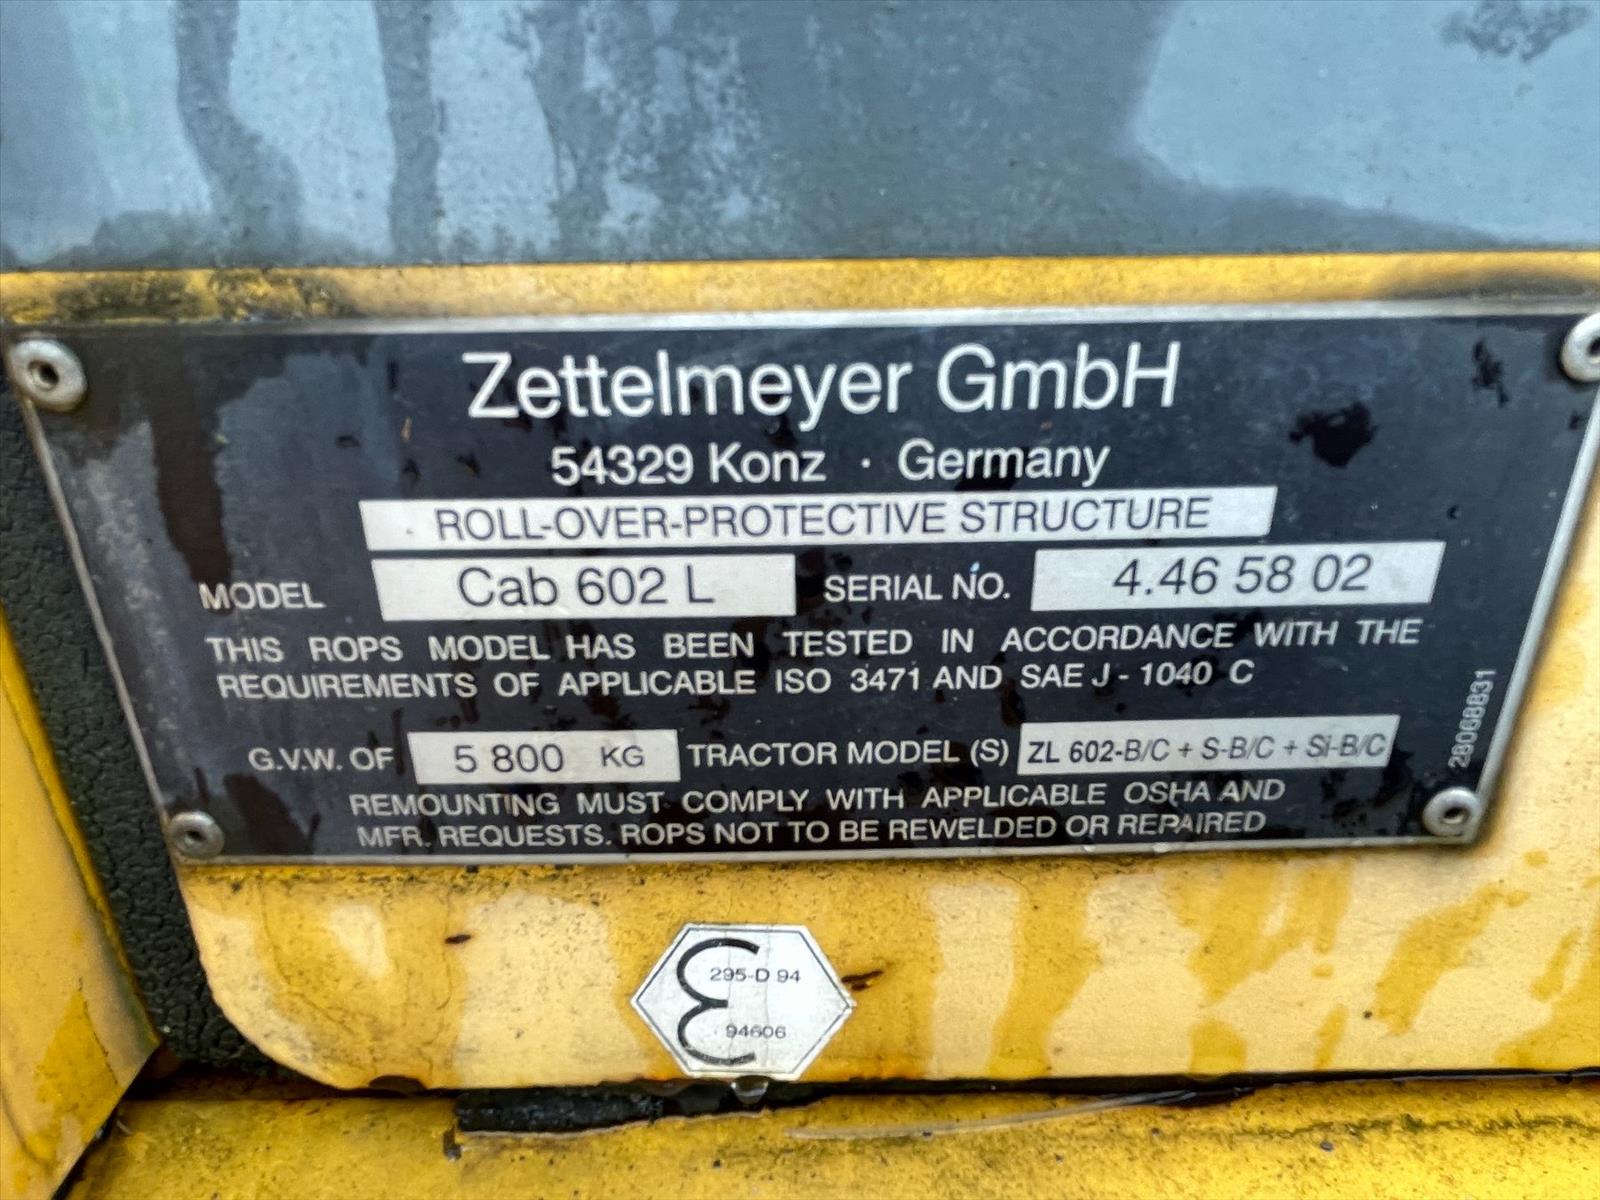 Zettelmeyer GmbH
54329 Konz · Germany
ROLL-OVER-PROTECTIVE STRUCTURE
MODEL Cab 602 L SERIAL NO. 4.46 58 02
THIS ROPS MODEL HAS BEEN TESTED IN ACCORDANCE WITH THE
REQUIREMENTS OF APPLICABLE ISO 3471 AND SAE J - 1040 C
G.V.W. OF 5 800 KG TRACTOR MODEL (S) ZL 602-B/C + S-B/C + Si-B/C
REMOUNTING MUST COMPLY WITH APPLICABLE OSHA AND
MFR. REQUESTS. ROPS NOT TO BE REWELDED OR REPAIRED
28068831
295-D 94
94606